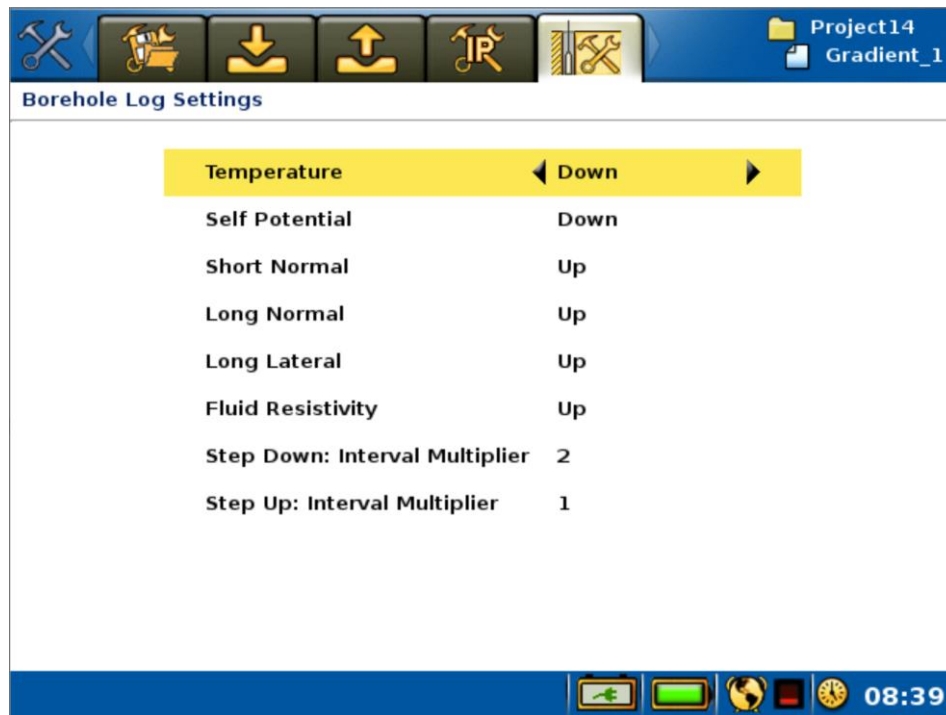 IR
Project14
Gradient_1
Borehole Log Settings
Temperature Down
Self Potential Down
Short Normal Up
Long Normal Up
Long Lateral Up
Fluid Resistivity Up
Step Down: Interval Multiplier 2
Step Up: Interval Multiplier 1
08:39